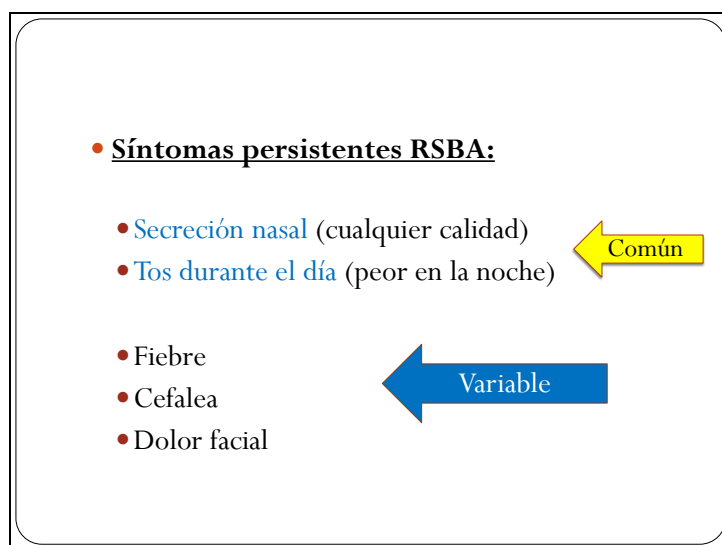 Síntomas persistentes RSBA:
Secreción nasal (cualquier calidad)
Común
Tos durante el día (peor en la noche)
Fiebre
Variable
Cefalea
Dolor facial